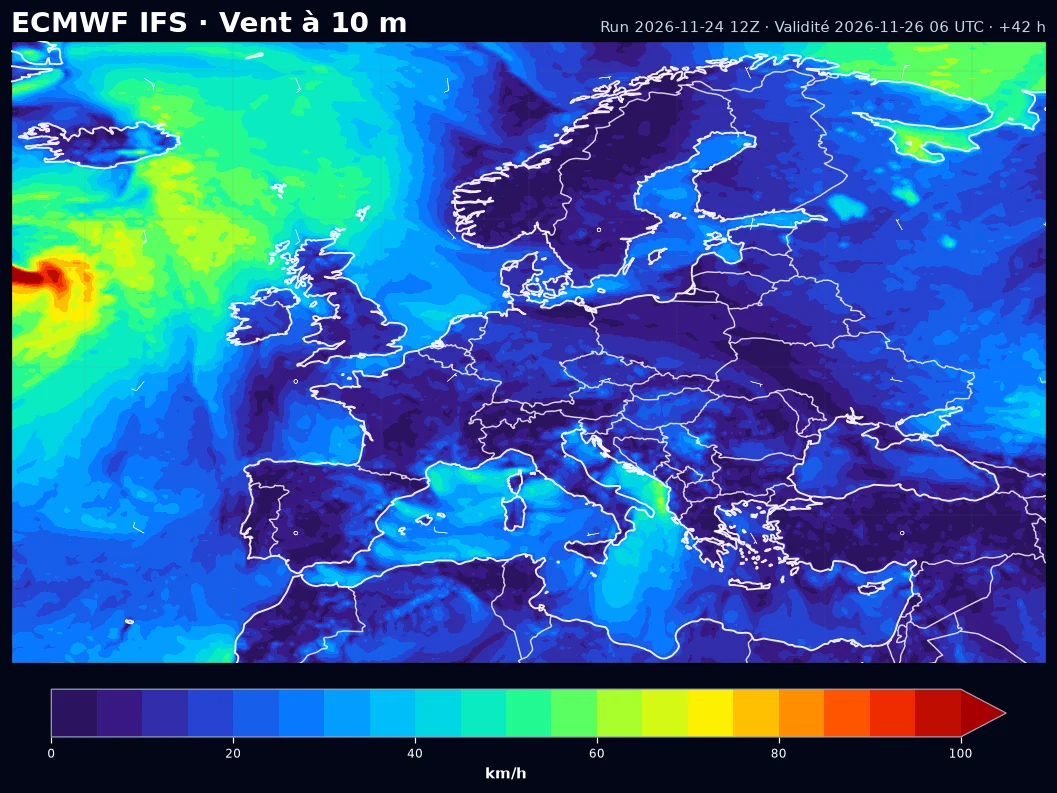 ECMWF IFS · Vent à 10 m
Run 2026-11-24 12Z · Validité 2026-11-26 06 UTC · +42 h
0 20 40 60 80 100
km/h